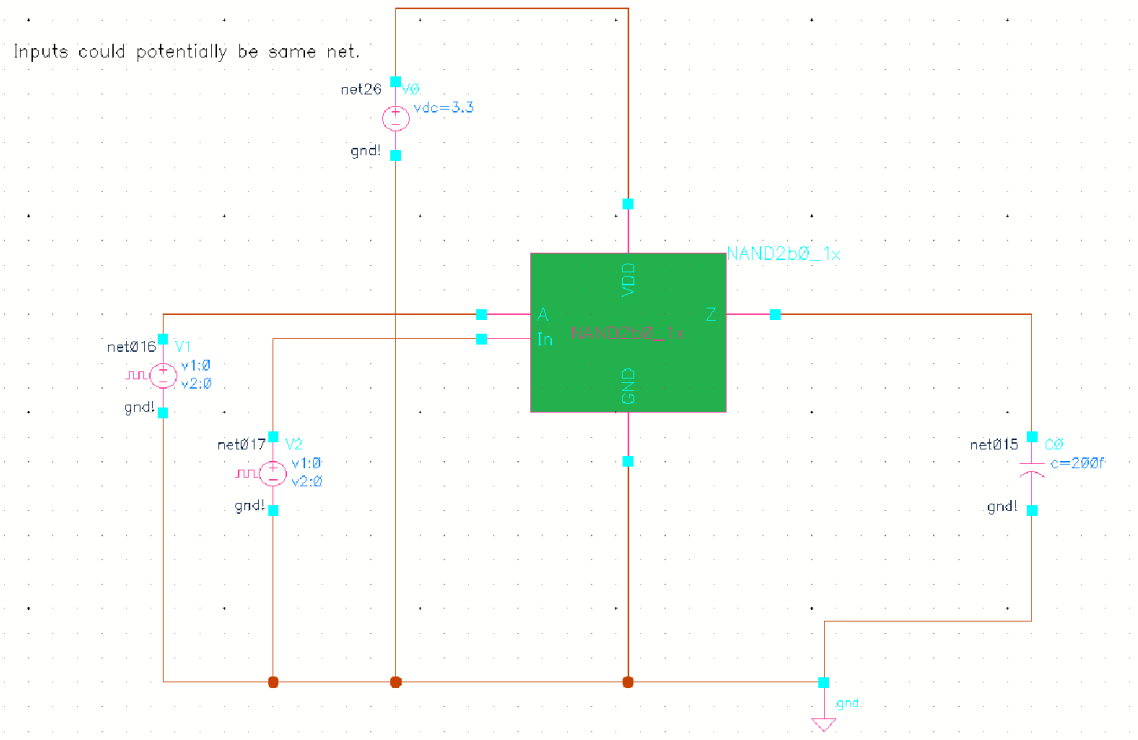 Inputs could potentially be same net.
net26
V0
vdc=3.3
gnd!
NAND2b0_1x
VDD
A
Z
NAND2b0_1x
In
GND
net016
V1
v1:0
v2:0
gnd!
net017
V2
v1:0
v2:0
gnd!
net015
C0
c=200f
gnd!
gnd